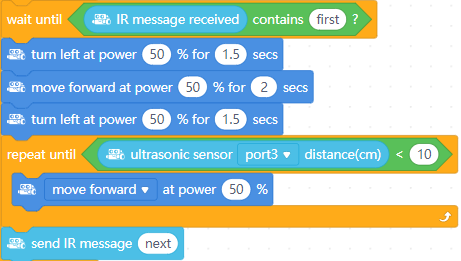 wait until IR message received contains first ?
turn left at power 50 % for 1.5 secs
move forward at power 50 % for 2 secs
turn left at power 50 % for 1.5 secs
repeat until ultrasonic sensor port3 distance(cm) < 10
move forward at power 50 %
send IR message next